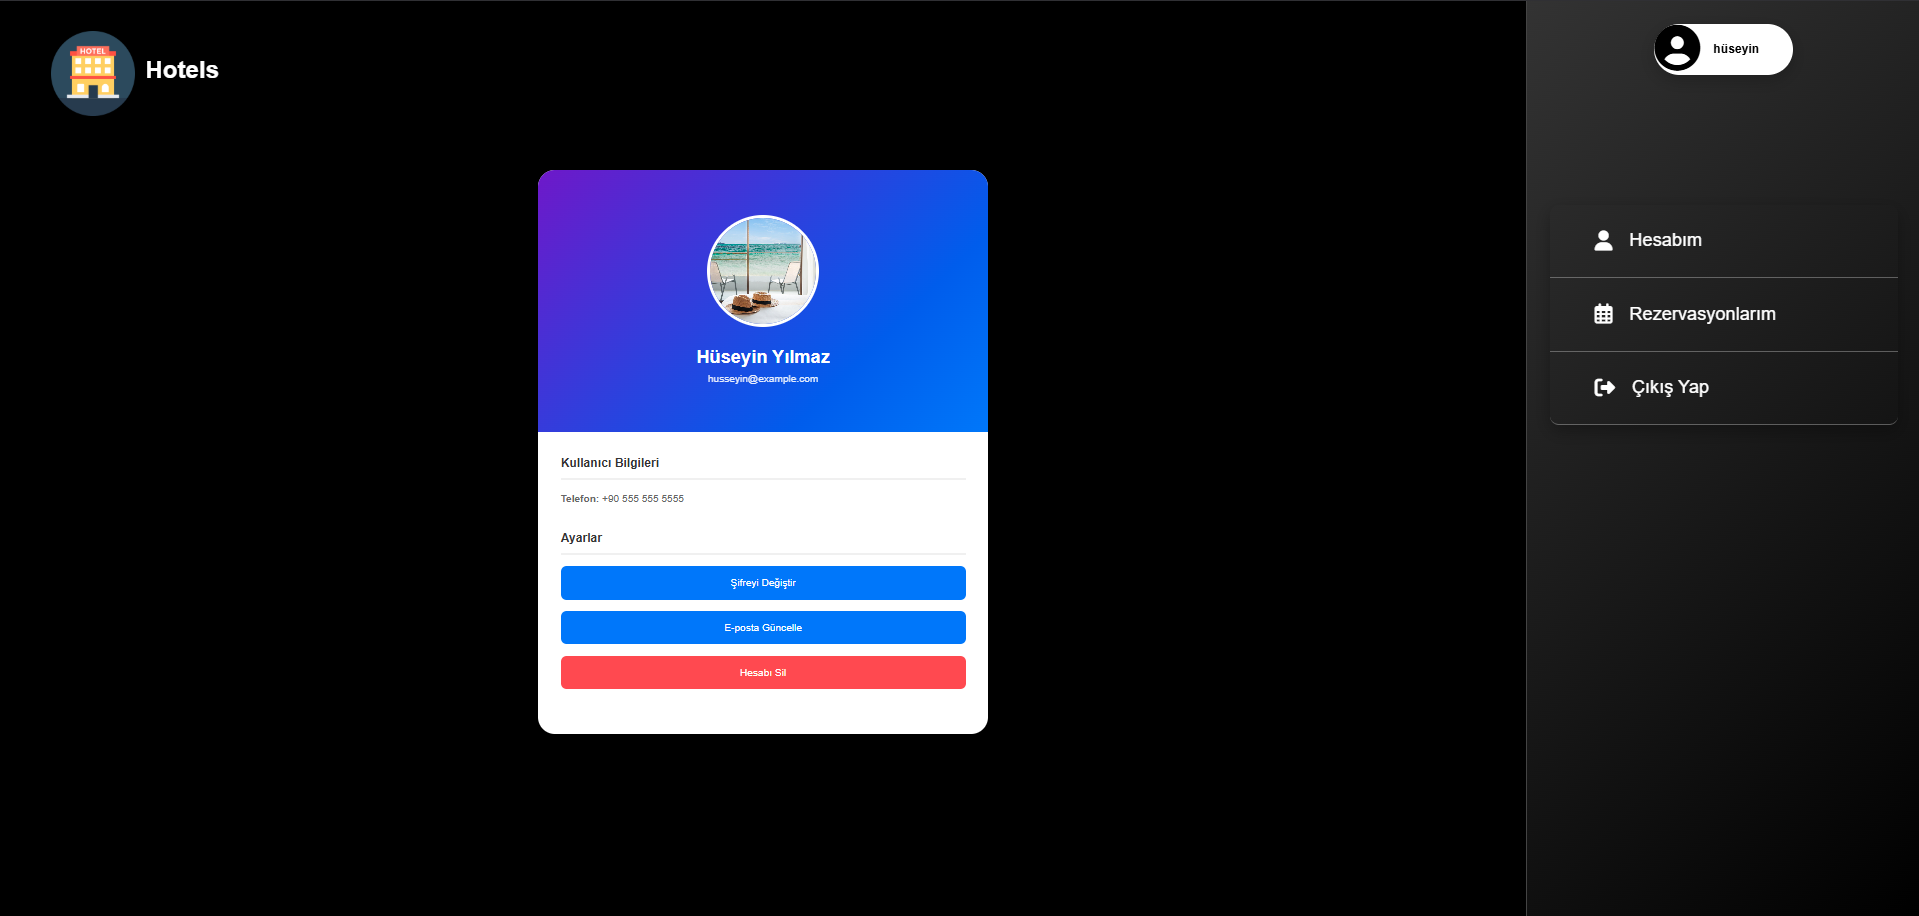 HOTEL
Hotels
hüseyin
Hüseyin Yılmaz
husseyin@example.com
Kullanıcı Bilgileri
Telefon: +90 555 555 5555
Ayarlar
Şifreyi Değiştir
E-posta Güncelle
Hesabı Sil
Hesabım
Rezervasyonlarım
Çıkış Yap